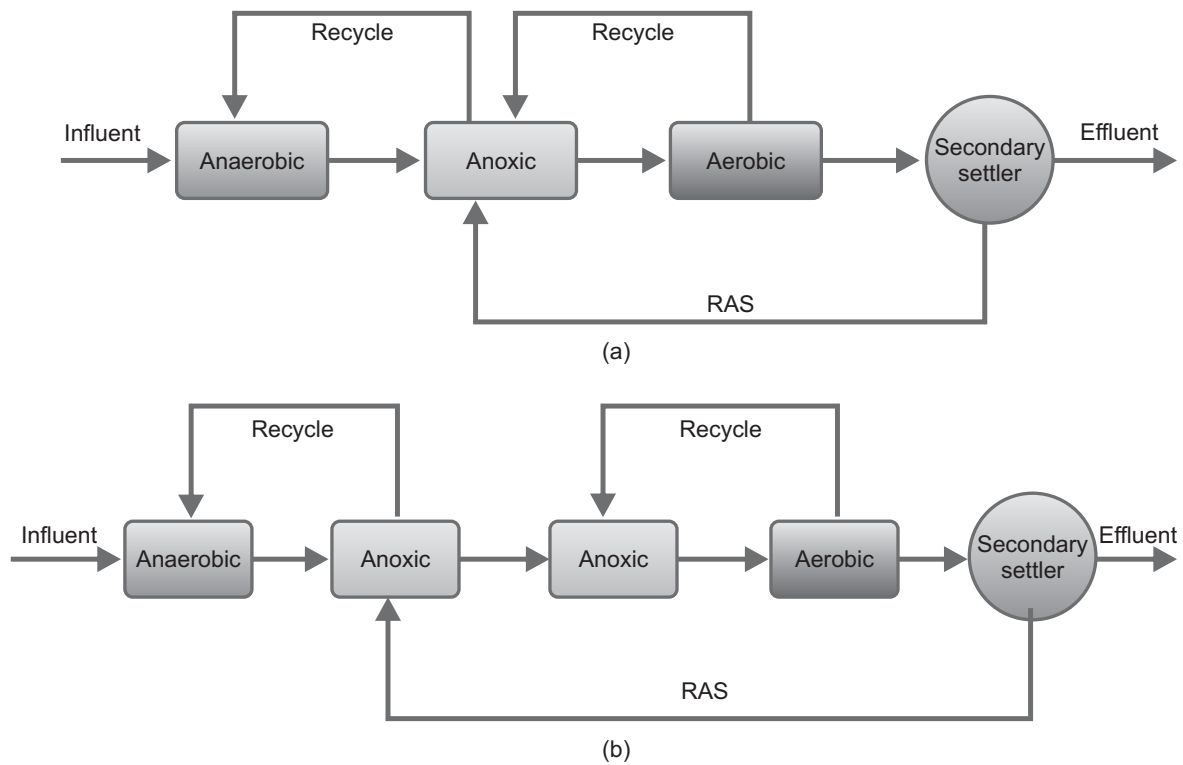 Recycle
Recycle
Influent
Anaerobic
Anoxic
Aerobic
Secondary
settler
Effluent
RAS
(a)
Recycle
Recycle
Influent
Anaerobic
Anoxic
Anoxic
Aerobic
Secondary
settler
Effluent
RAS
(b)